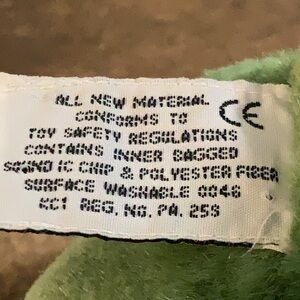 ALL NEW MATERIAL
CONFORMS TO
TOY SAFETY REGULATIONS
CONTAINS INNER BAGGED
SOUND IC CHIP & POLYESTER FIBER
SURFACE WASHABLE 0046
REG. NO. PA. 255
CE